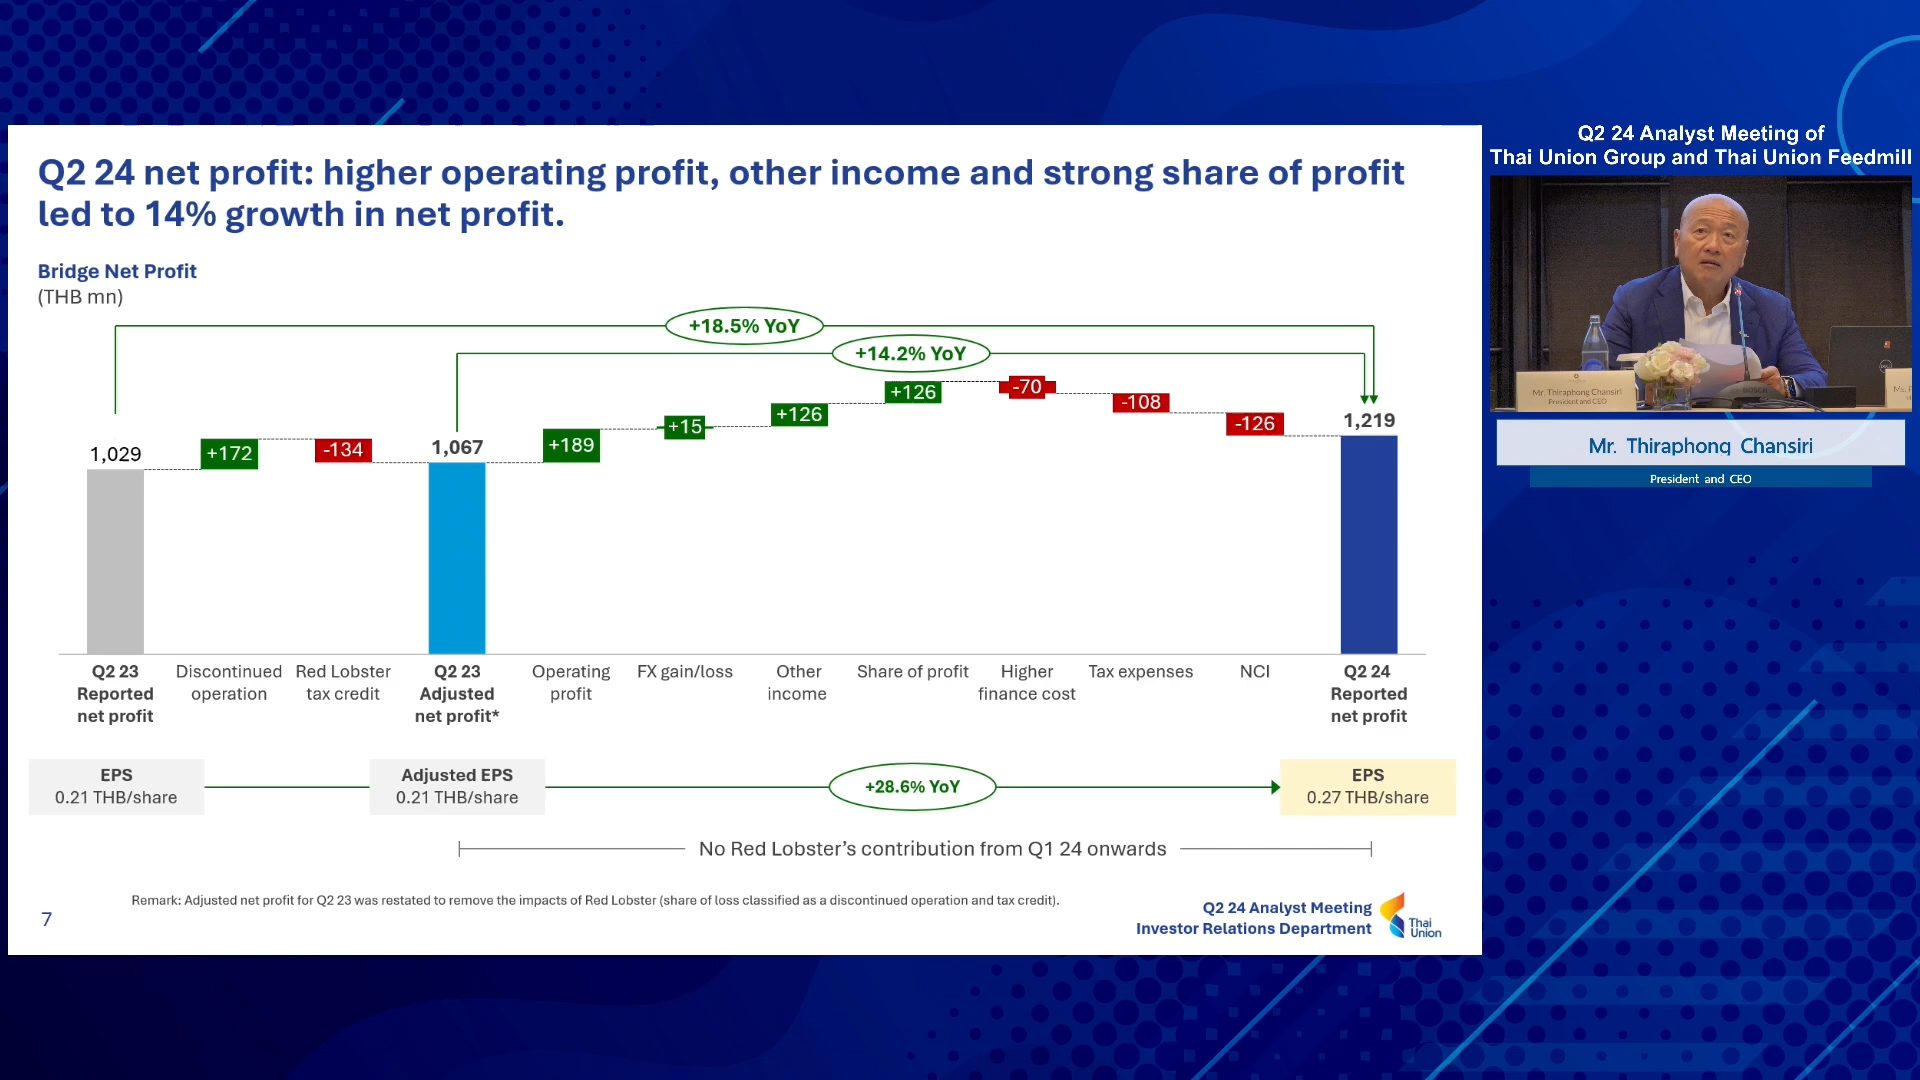 Q2 24 net profit: higher operating profit, other income and strong share of profit
led to 14% growth in net profit.
Bridge Net Profit
(THB mn)
+18.5% YoY
+14.2% YoY
1,029
+172
-134
1,067
+189
+15
+126
+126
-70
-108
-126
1,219
Q2 23
Reported
net profit
Discontinued
operation
Red Lobster
tax credit
Q2 23
Adjusted
net profit*
Operating
profit
FX gain/loss
Other
income
Share of profit
Higher
finance cost
Tax expenses
NCI
Q2 24
Reported
net profit
EPS
0.21 THB/share
Adjusted EPS
0.21 THB/share
+28.6% YoY
EPS
0.27 THB/share
No Red Lobster’s contribution from Q1 24 onwards
Remark: Adjusted net profit for Q2 23 was restated to remove the impacts of Red Lobster (share of loss classified as a discontinued operation and tax credit).
7
Q2 24 Analyst Meeting
Investor Relations Department
Thai
Union
Q2 24 Analyst Meeting of
Thai Union Group and Thai Union Feedmill
Mr. Thiraphong Chansiri
President and CEO
Mr. Thiraphong Chansiri
President and CEO